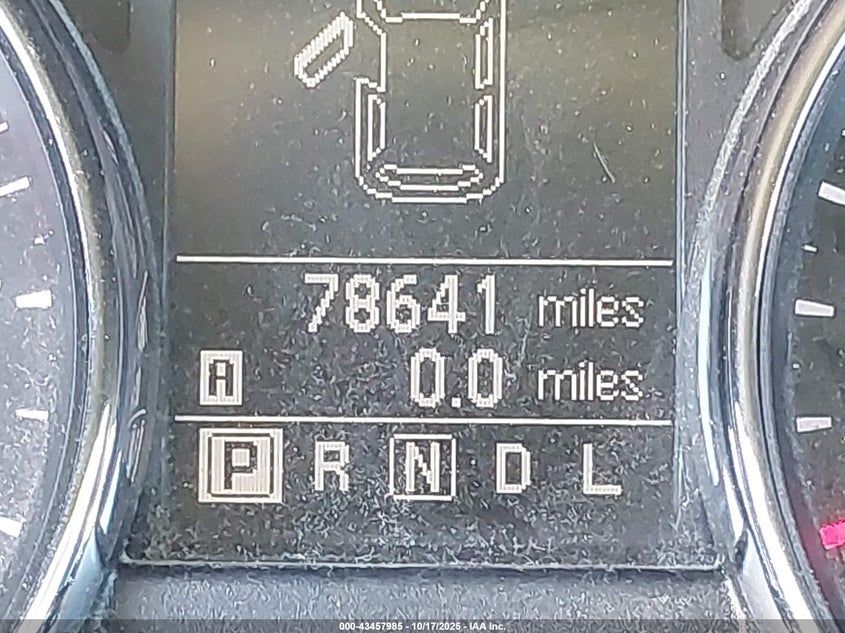 78641 miles
A 0.0 miles
P R N D L
000-43457985 - 10/17/2025 - IAA Inc.